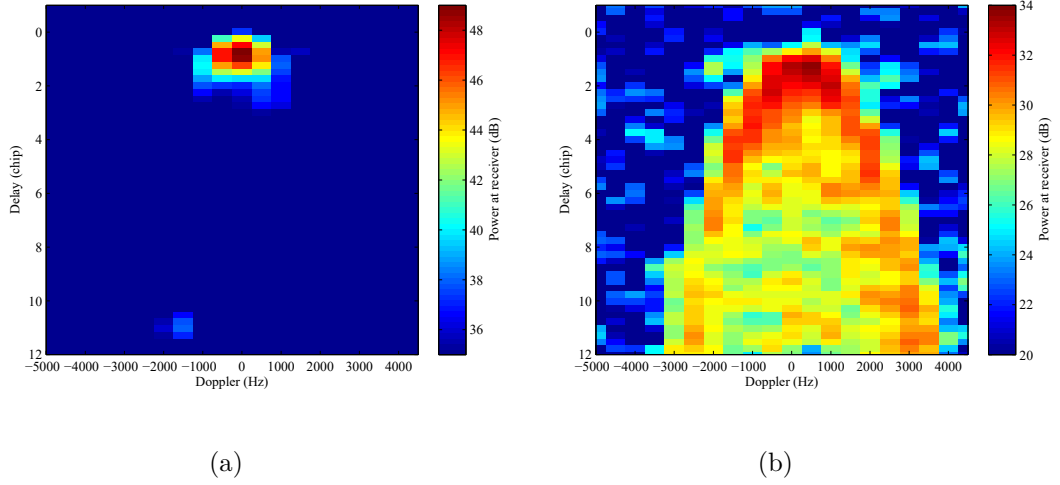 0
2
4
6
8
10
12
Delay (chip)
−5000 −4000 −3000 −2000 −1000 0 1000 2000 3000 4000
Doppler (Hz)
48
46
44
42
40
38
36
Power at receiver (dB)
(a)
0
2
4
6
8
10
12
Delay (chip)
−5000 −4000 −3000 −2000 −1000 0 1000 2000 3000 4000
Doppler (Hz)
34
32
30
28
26
24
22
20
Power at receiver (dB)
(b)